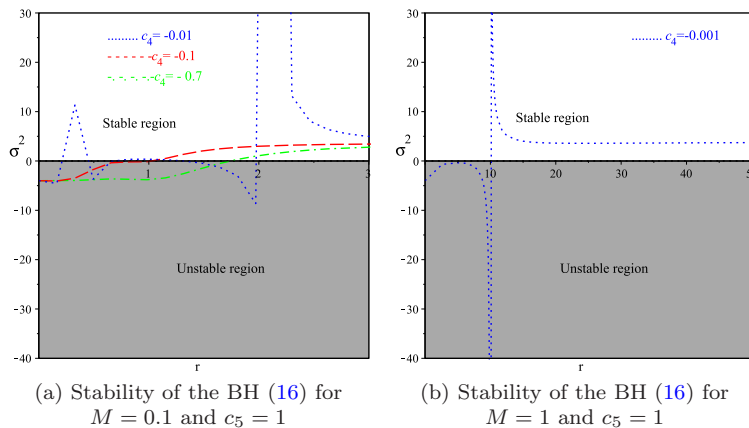 30
20
10
σ²
0
−10
−20
−30
−40
c₄= -0.01
c₄= -0.1
c₄= - 0.7
Stable region
Unstable region
1
2
3
r
(a) Stability of the BH (16) for
M = 0.1 and c₅ = 1
30
20
10
σ²
0
−10
−20
−30
−40
c₄= -0.001
Stable region
10
20
30
40
50
Unstable region
r
(b) Stability of the BH (16) for
M = 1 and c₅ = 1